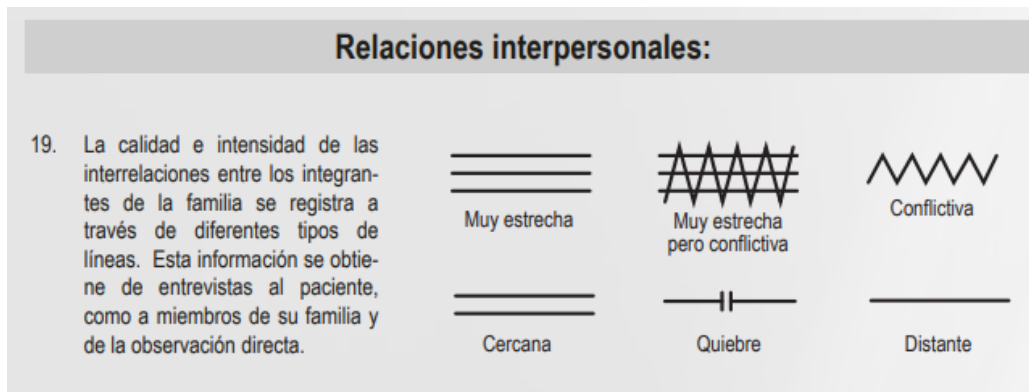 Relaciones interpersonales:
19. La calidad e intensidad de las
interrelaciones entre los integran-
tes de la familia se registra a
través de diferentes tipos de
líneas. Esta información se obtie-
ne de entrevistas al paciente,
como a miembros de su familia y
de la observación directa.
Muy estrecha
Muy estrecha
pero conflictiva
Conflictiva
Cercana
Quiebre
Distante